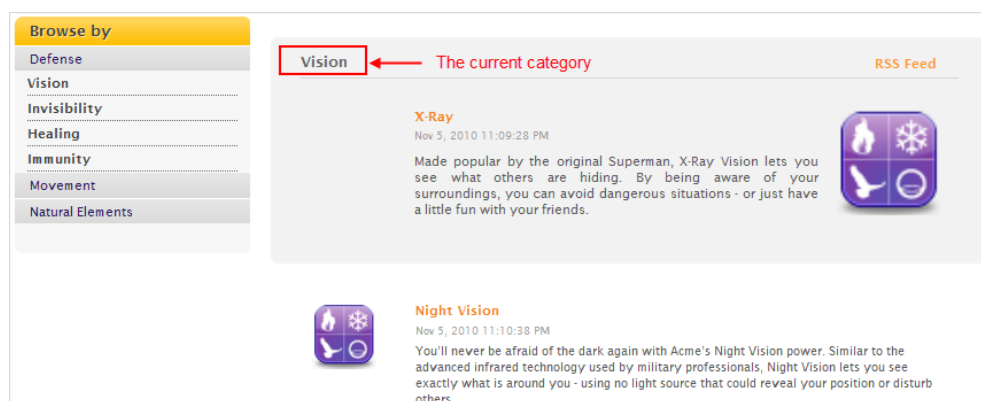 Browse by
Defense
Vision
Invisibility
Healing
Immunity
Movement
Natural Elements
Vision
The current category
RSS Feed
X-Ray
Nov 5, 2010 11:09:28 PM
Made popular by the original Superman, X-Ray Vision lets you
see what others are hiding. By being aware of your
surroundings, you can avoid dangerous situations - or just have
a little fun with your friends.
Night Vision
Nov 5, 2010 11:10:38 PM
You'll never be afraid of the dark again with Acme's Night Vision power. Similar to the
advanced infrared technology used by military professionals, Night Vision lets you see
exactly what is around you - using no light source that could reveal your position or disturb
others